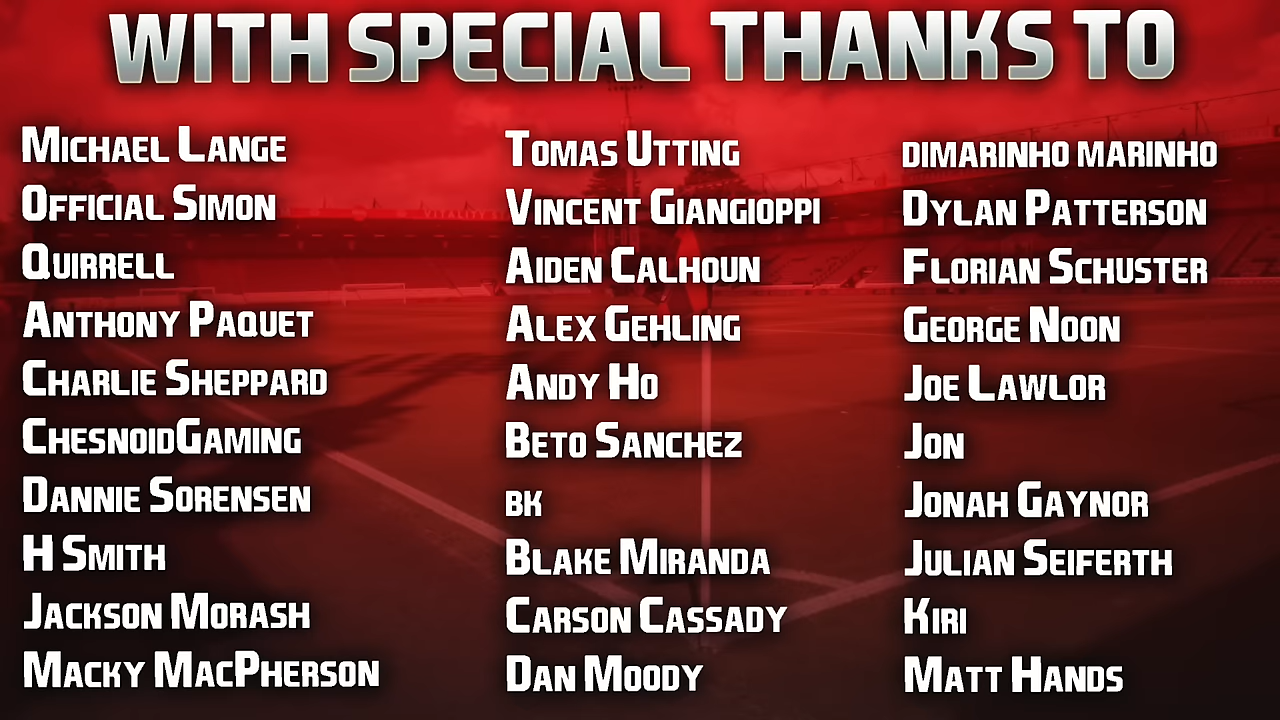 WITH SPECIAL THANKS TO
Michael Lange
Official Simon
Quirrell
Anthony Paquet
Charlie Sheppard
ChesnoidGaming
Dannie Sorensen
H Smith
Jackson Morash
Macky MacPherson
Tomas Utting
Vincent Giangioppi
Aiden Calhoun
Alex Gehling
Andy Ho
Beto Sanchez
bk
Blake Miranda
Carson Cassady
Dan Moody
dimarinho marinho
Dylan Patterson
Florian Schuster
George Noon
Joe Lawlor
Jon
Jonah Gaynor
Julian Seiferth
Kiri
Matt Hands